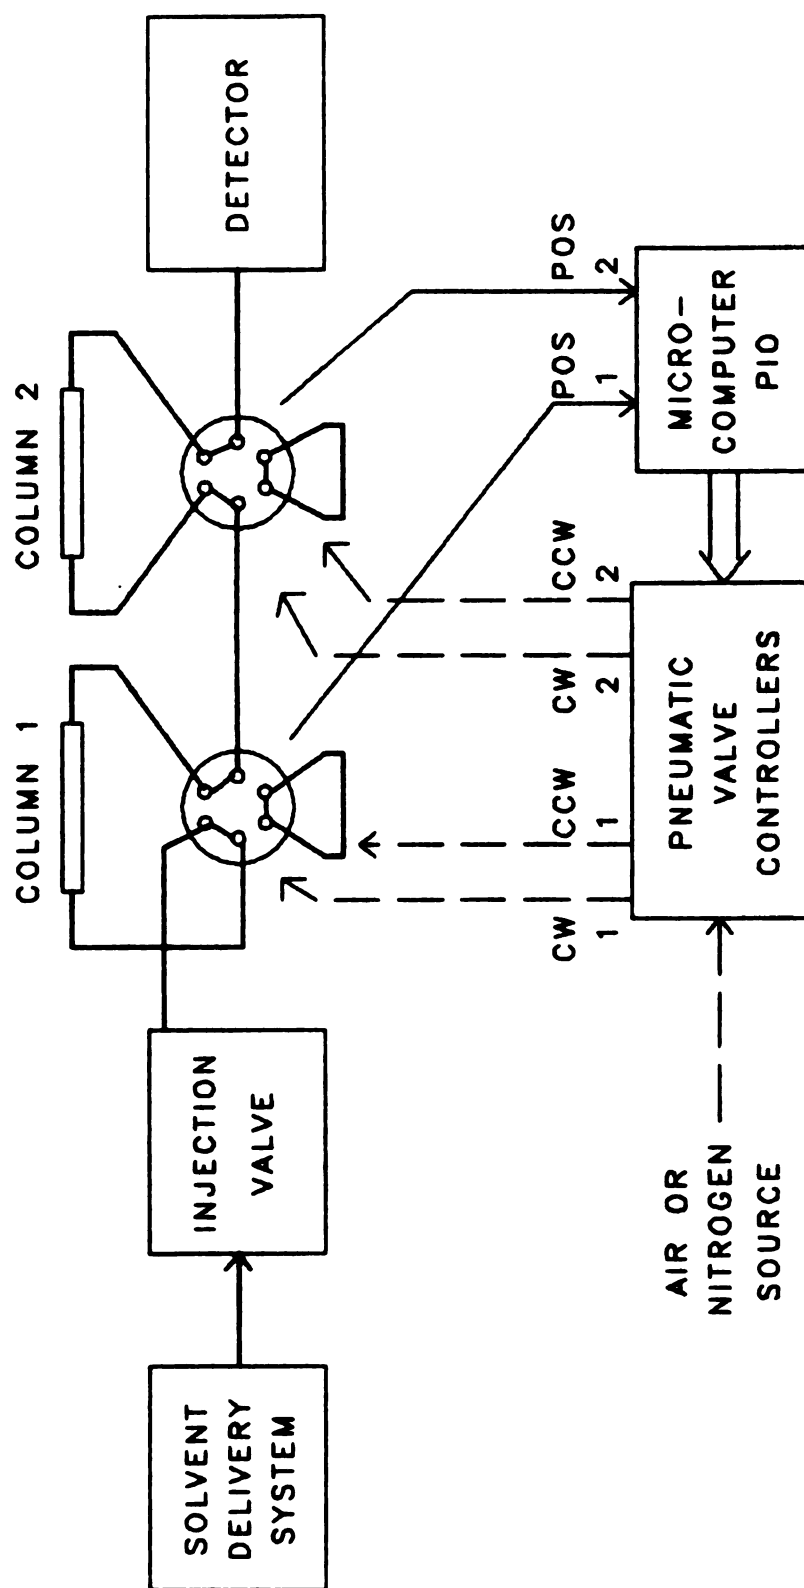 COLUMN 1
COLUMN 2
SOLVENT
DELIVERY
SYSTEM
INJECTION
VALVE
DETECTOR
CW
1
CCW
1
CW
2
CCW
2
POS
1
POS
2
AIR OR
NITROGEN
SOURCE
PNEUMATIC
VALVE
CONTROLLERS
MICRO-
COMPUTER
PIO